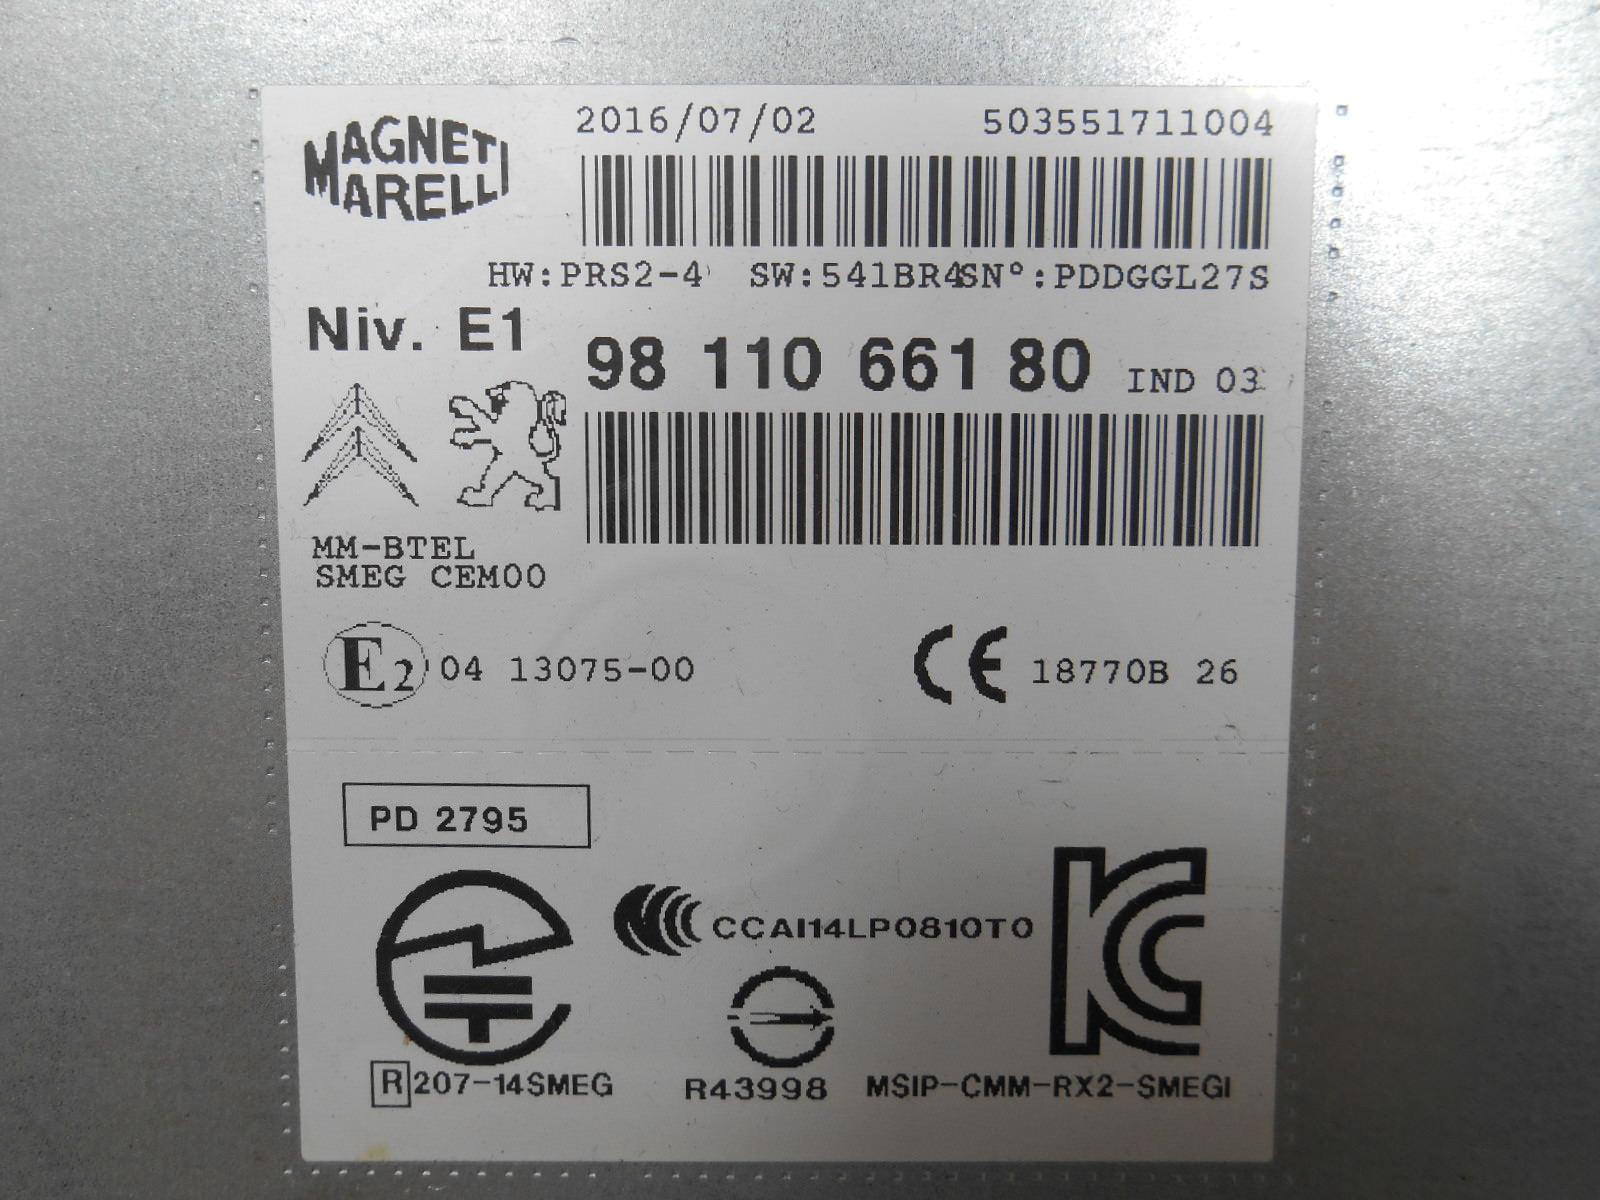 MAGNETI
MARELLI
2016/07/02 503551711004
HW:PRS2-4 SW:541BR4SN°:PDDGGL27S
Niv. E1
98 110 661 80 IND 03
MM-BTEL
SMEG CEM00
E2 04 13075-00
CE 18770B 26
PD 2795
CCAI14LP0810T0
KC
R 207-14SMEG
R43998
MSIP-CMM-RX2-SMEGI